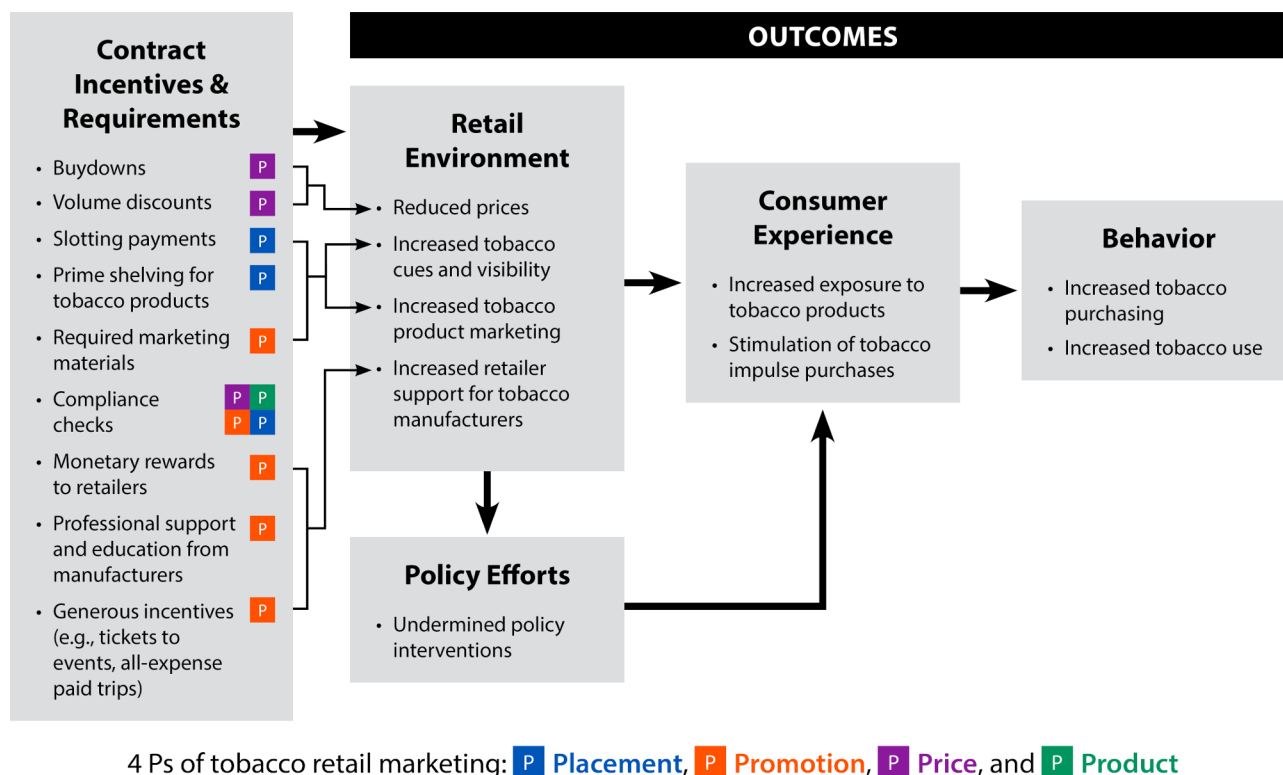 Contract
Incentives &
Requirements
• Buydowns P
• Volume discounts P
• Slotting payments P
• Prime shelving for P
tobacco products
• Required marketing P
materials
• Compliance P P
checks P P
• Monetary rewards P
to retailers
• Professional support P
and education from
manufacturers
• Generous incentives P
(e.g., tickets to
events, all-expense
paid trips)
OUTCOMES
Retail
Environment
• Reduced prices
• Increased tobacco
cues and visibility
• Increased tobacco
product marketing
• Increased retailer
support for tobacco
manufacturers
Policy Efforts
• Undermined policy
interventions
Consumer
Experience
• Increased exposure to
tobacco products
• Stimulation of tobacco
impulse purchases
Behavior
• Increased tobacco
purchasing
• Increased tobacco use
4 Ps of tobacco retail marketing: P Placement, P Promotion, P Price, and P Product